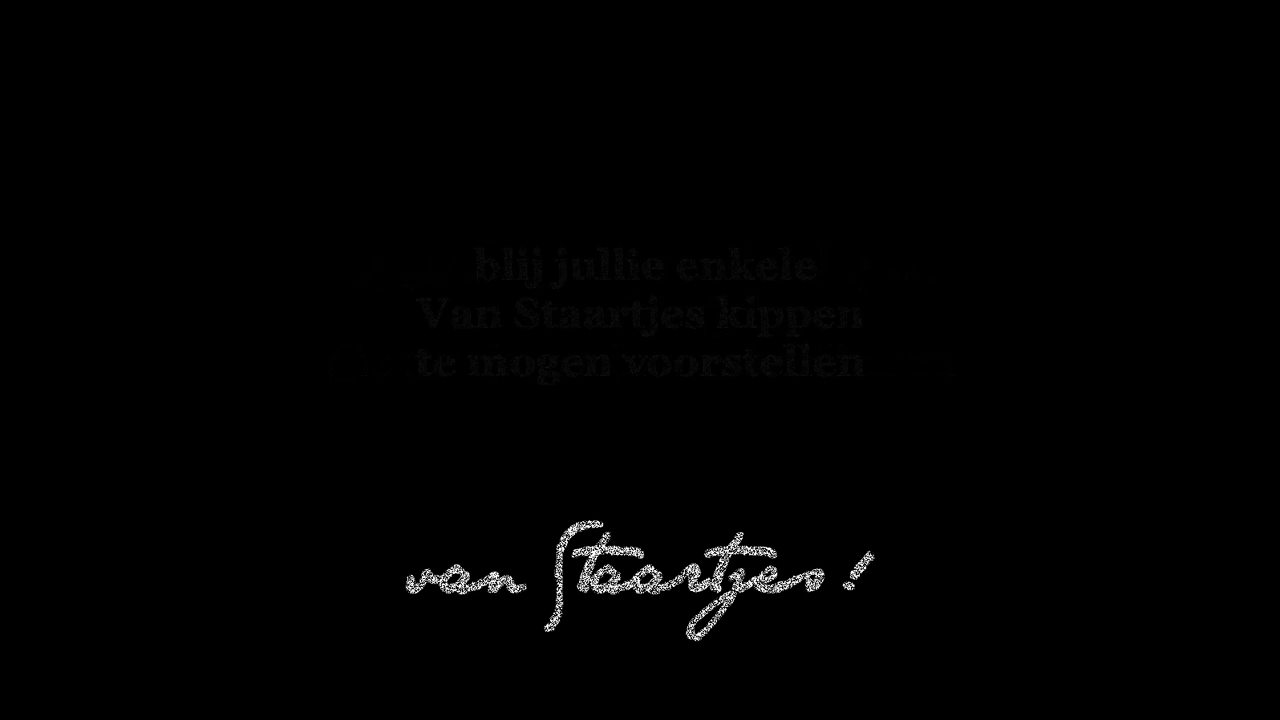 blij jullie enkele
Van Staartjes kippen
te mogen voorstellen
van Staartjes!